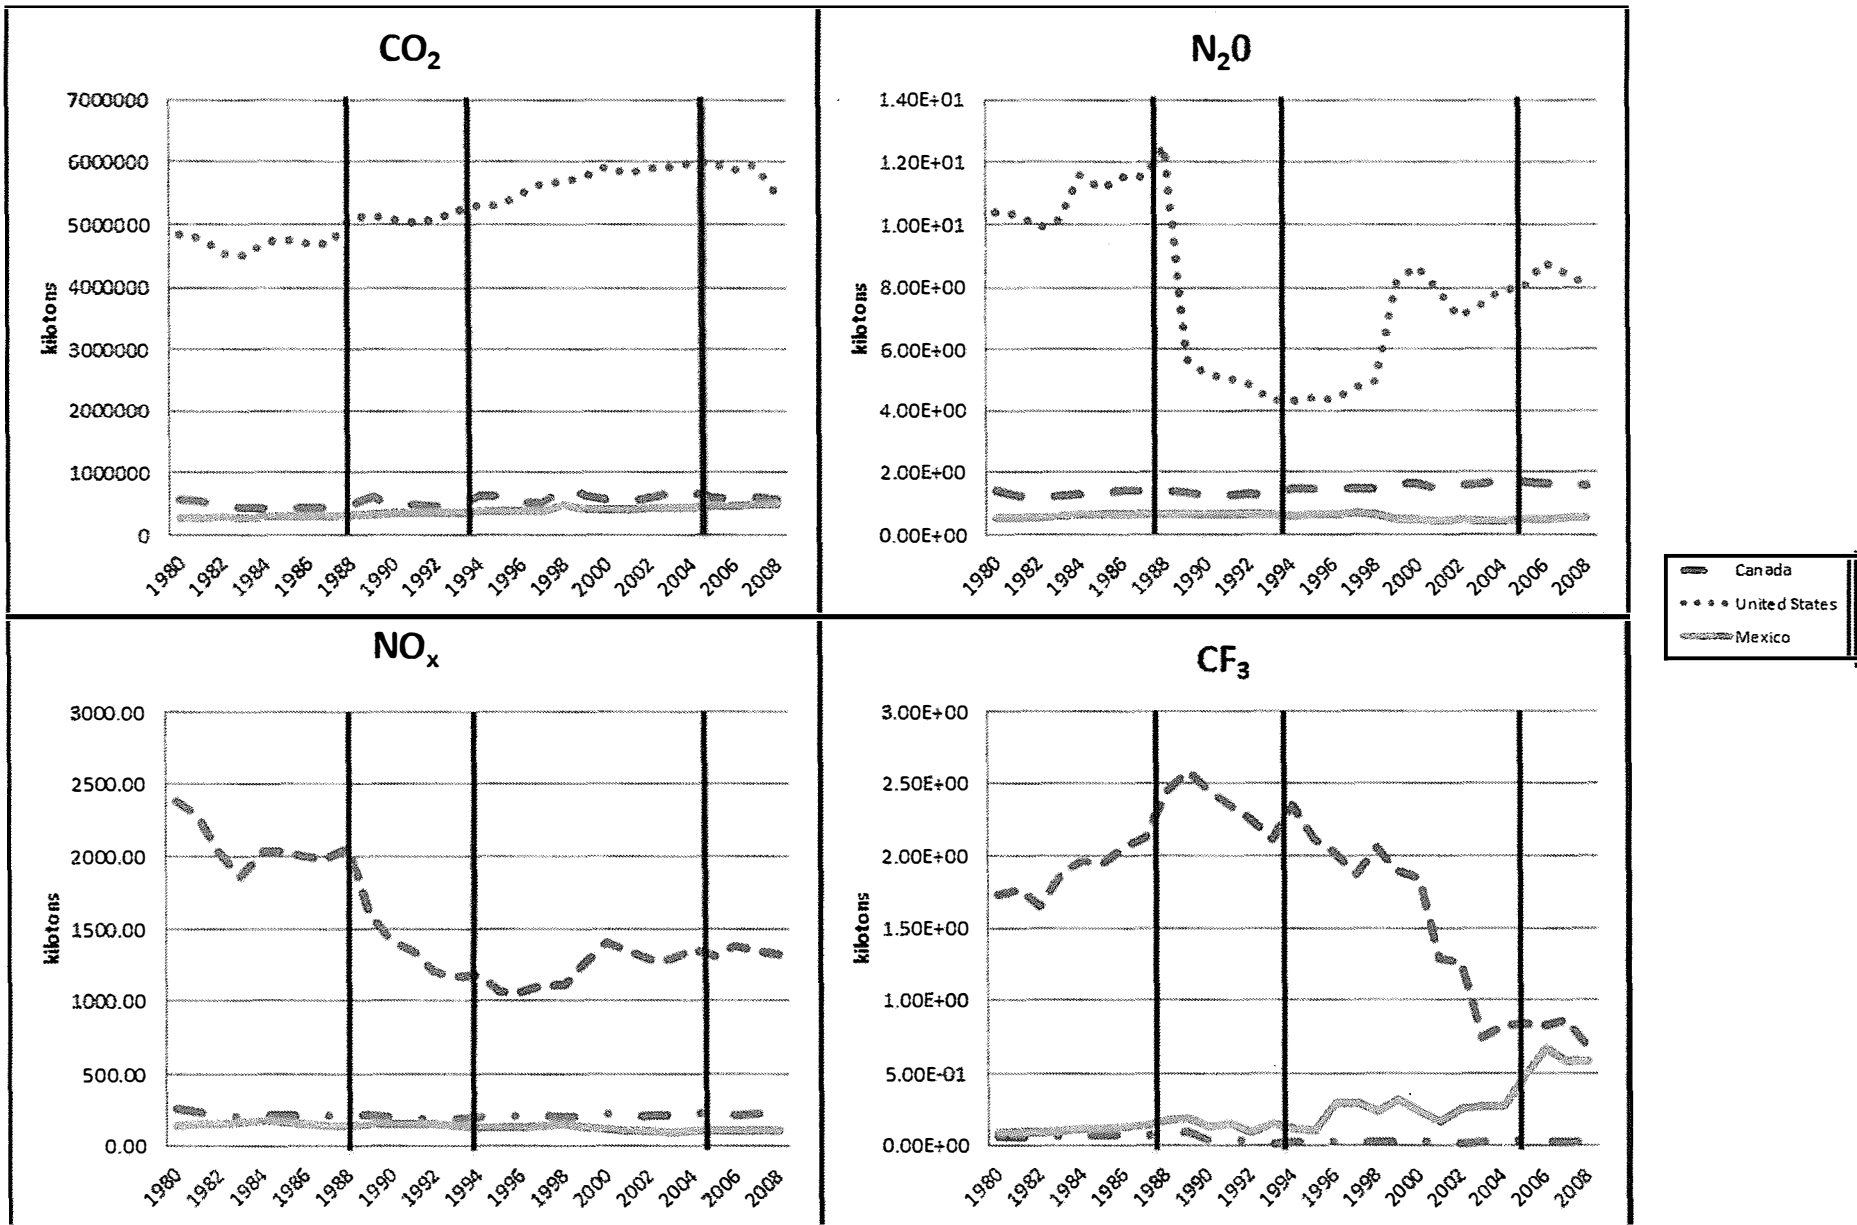 CO2
7000000
6000000
5000000
4000000
3000000
2000000
1000000
0
kilotons
1980 1982 1984 1986 1988 1990 1992 1994 1996 1998 2000 2002 2004 2006 2008
N20
1.40E+01
1.20E+01
1.00E+01
8.00E+00
6.00E+00
4.00E+00
2.00E+00
0.00E+00
kilotons
1980 1982 1984 1986 1988 1990 1992 1994 1996 1998 2000 2002 2004 2006 2008
Canada
United States
Mexico
NOx
3000.00
2500.00
2000.00
1500.00
1000.00
500.00
0.00
kilotons
1980 1982 1984 1986 1988 1990 1992 1994 1996 1998 2000 2002 2004 2006 2008
CF3
3.00E+00
2.50E+00
2.00E+00
1.50E+00
1.00E+00
5.00E-01
0.00E+00
kilotons
1980 1982 1984 1986 1988 1990 1992 1994 1996 1998 2000 2002 2004 2006 2008